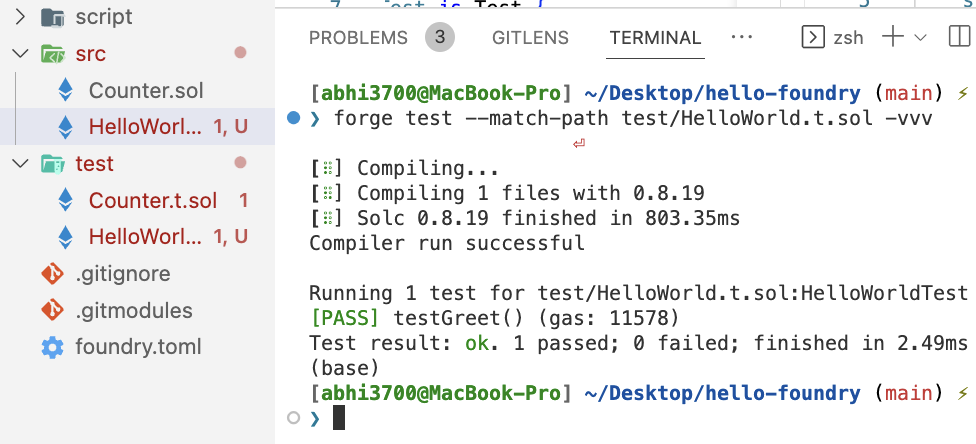 script
src
Counter.sol
HelloWorl... 1, U
test
Counter.t.sol 1
HelloWorl... 1, U
.gitignore
.gitmodules
foundry.toml
PROBLEMS 3 GITLENS TERMINAL ... zsh
[abhi3700@MacBook-Pro] ~/Desktop/hello-foundry (main) ⚡
❯ forge test --match-path test/HelloWorld.t.sol -vvv
⏎
[⠿] Compiling...
[⠿] Compiling 1 files with 0.8.19
[⠿] Solc 0.8.19 finished in 803.35ms
Compiler run successful
Running 1 test for test/HelloWorld.t.sol:HelloWorldTest
[PASS] testGreet() (gas: 11578)
Test result: ok. 1 passed; 0 failed; finished in 2.49ms
(base)
[abhi3700@MacBook-Pro] ~/Desktop/hello-foundry (main) ⚡
❯